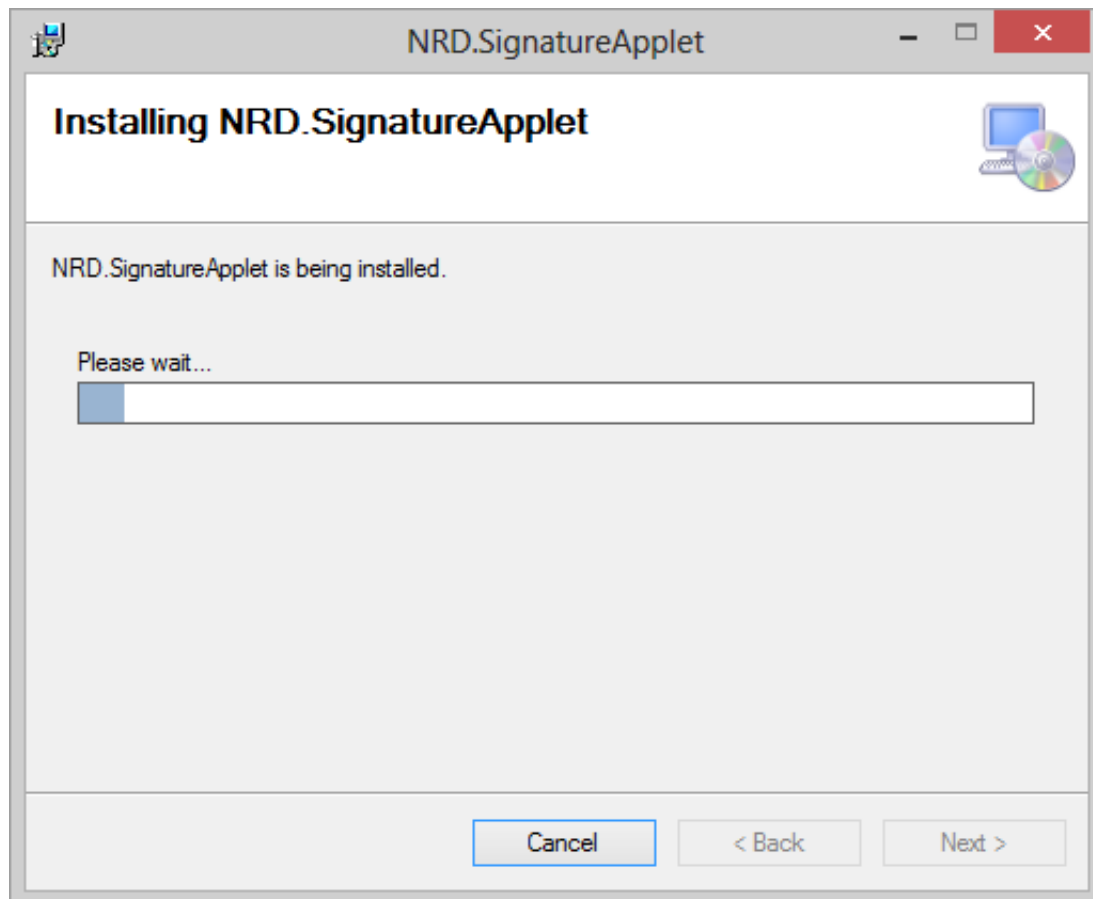 NRD.SignatureApplet
Installing NRD.SignatureApplet
NRD.SignatureApplet is being installed.
Please wait...
Cancel
< Back
Next >